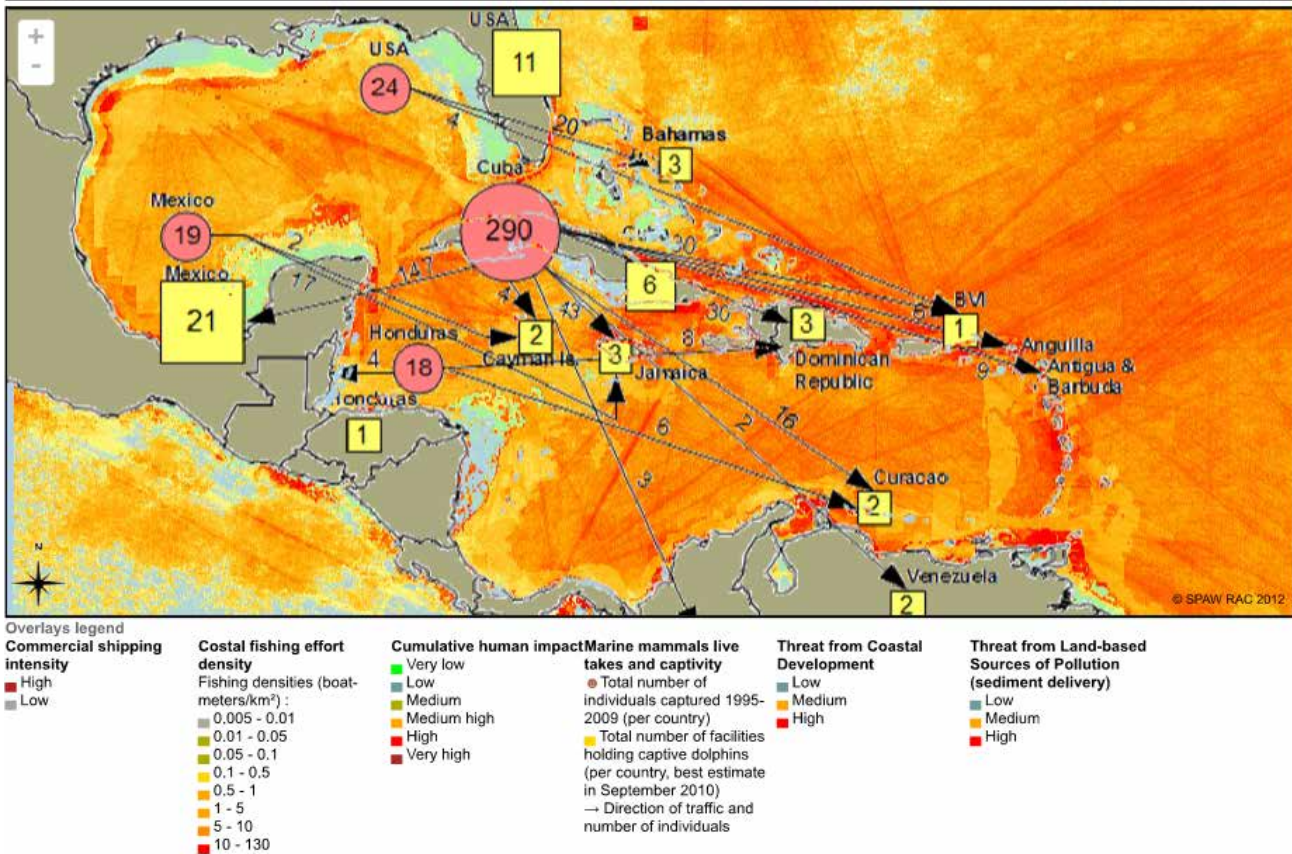 +
-
USA
11
USA
24
4
20
Bahamas
3
Cuba
290
Mexico
19
2
17
147
30
Mexico
21
6
4
43
30
BVI
6
1
3
2
Honduras
8
Anguilla
4
18
Cayman Is
3
Jamaica
Dominican
Republic
9
Antigua &
Barbuda
onduras
1
6
2
16
3
Curacao
2
Venezuela
2
N
© SPAW RAC 2012
Overlays legend
Commercial shipping
intensity
High
Low
Costal fishing effort
density
Fishing densities (boat-
meters/km²) :
0.005 - 0.01
0.01 - 0.05
0.05 - 0.1
0.1 - 0.5
0.5 - 1
1 - 5
5 - 10
10 - 130
Cumulative human impact
Very low
Low
Medium
Medium high
High
Very high
Marine mammals live
takes and captivity
Total number of
individuals captured 1995-
2009 (per country)
Total number of facilities
holding captive dolphins
(per country, best estimate
in September 2010)
→ Direction of traffic and
number of individuals
Threat from Coastal
Development
Low
Medium
High
Threat from Land-based
Sources of Pollution
(sediment delivery)
Low
Medium
High